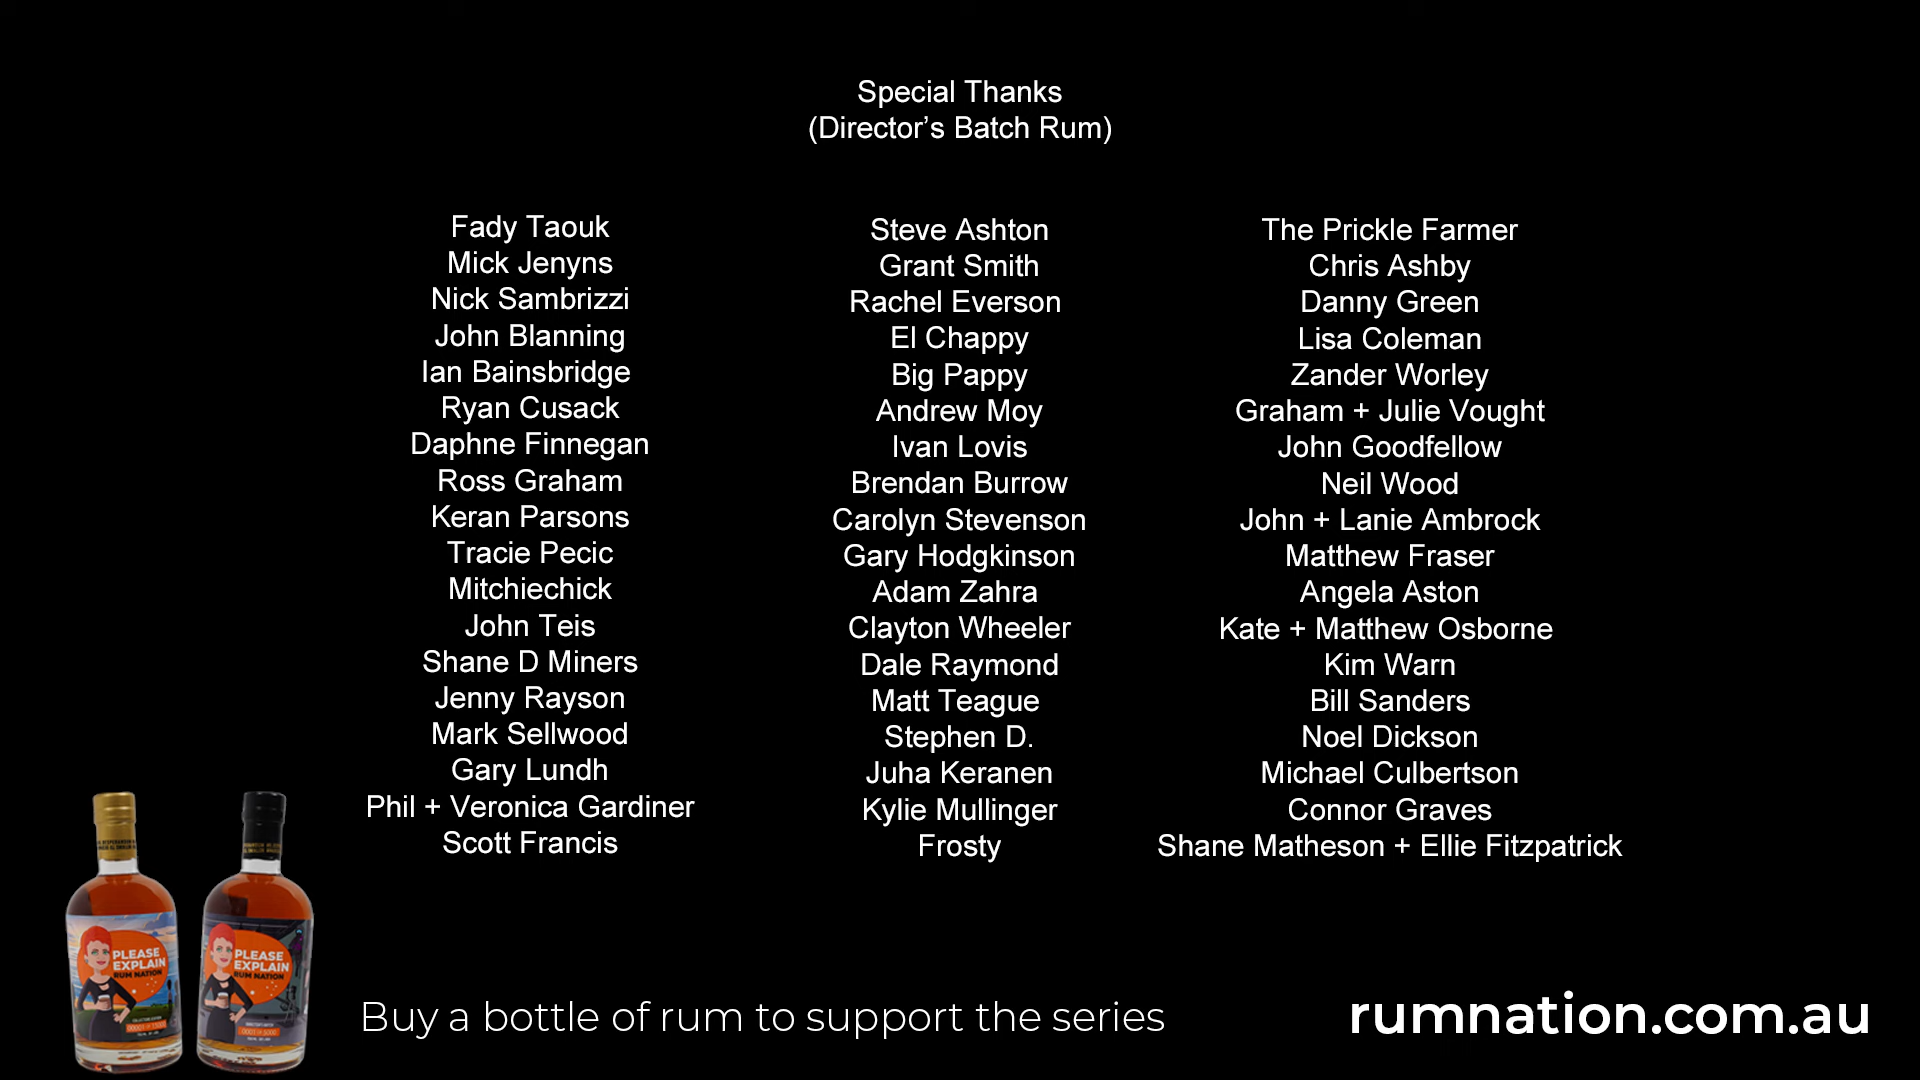 Special Thanks
(Director's Batch Rum)
Fady Taouk
Mick Jenyns
Nick Sambrizzi
John Blanning
Ian Bainsbridge
Ryan Cusack
Daphne Finnegan
Ross Graham
Keran Parsons
Tracie Pecic
Mitchiechick
John Teis
Shane D Miners
Jenny Rayson
Mark Sellwood
Gary Lundh
Phil + Veronica Gardiner
Scott Francis
Steve Ashton
Grant Smith
Rachel Everson
El Chappy
Big Pappy
Andrew Moy
Ivan Lovis
Brendan Burrow
Carolyn Stevenson
Gary Hodgkinson
Adam Zahra
Clayton Wheeler
Dale Raymond
Matt Teague
Stephen D.
Juha Keranen
Kylie Mullinger
Frosty
The Prickle Farmer
Chris Ashby
Danny Green
Lisa Coleman
Zander Worley
Graham + Julie Vought
John Goodfellow
Neil Wood
John + Lanie Ambrock
Matthew Fraser
Angela Aston
Kate + Matthew Osborne
Kim Warn
Bill Sanders
Noel Dickson
Michael Culbertson
Connor Graves
Shane Matheson + Ellie Fitzpatrick
PLEASE
EXPLAIN
RUM NATION
PLEASE
EXPLAIN
RUM NATION
Buy a bottle of rum to support the series
rumnation.com.au